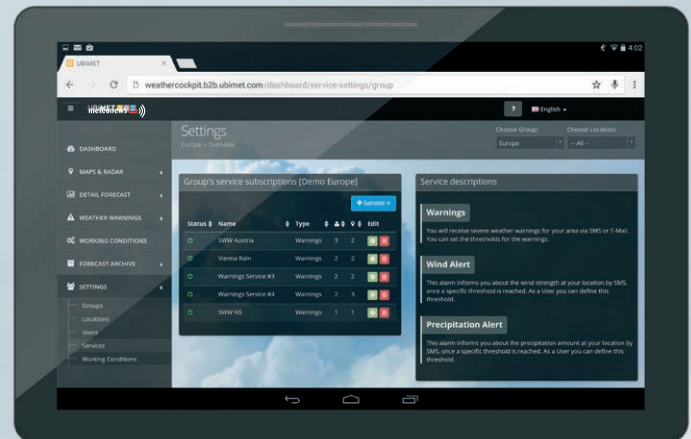 4:02
UBIMET
weathercockpit.b2b.ubimet.com/dashboard/service-settings/group
meteonews
?
English
Settings
Europe » Overview
Choose Group:
Choose Location:
Europe
-- All --
DASHBOARD
MAPS & RADAR
DETAIL FORECAST
WEATHER WARNINGS
WORKING CONDITIONS
FORECAST ARCHIVE
SETTINGS
Groups
Locations
Users
Services
Working Conditions
Group's service subscriptions [Demo Europe]
Service +
Status Name Type Edit
SWW Austria Warnings 3 2
Vienna Rain Warnings 2 2
Warnings Service #3 Warnings 2 2
Warnings Service #4 Warnings 2 3
SWW KG Warnings 1 1
Service descriptions
Warnings
You will receive severe weather warnings for your area via SMS or E-Mail.
You can set the thresholds for the warnings.
Wind Alert
This alarm informs you about the wind strength at your location by SMS,
once a specific threshold is reached. As a User you can define this
threshold.
Precipitation Alert
This alarm informs you about the precipitation amount at your location by
SMS, once a specific threshold is reached. As a User you can define this
threshold.